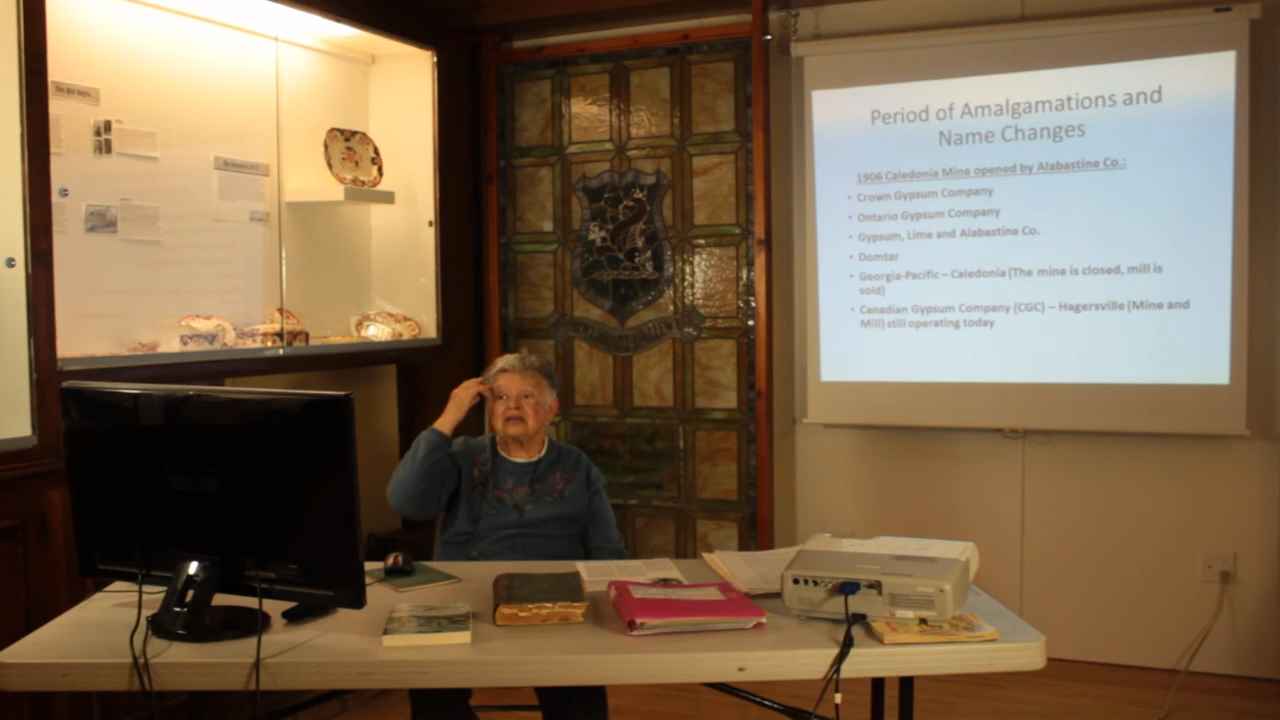 Period of Amalgamations and
Name Changes
1906 Caledonia Mine opened by Alabastine Co.:
• Crown Gypsum Company
• Ontario Gypsum Company
• Gypsum, Lime and Alabastine Co.
• Domtar
• Georgia-Pacific – Caledonia (The mine is closed, mill is
sold)
• Canadian Gypsum Company (CGC) – Hagersville (Mine and
Mill) still operating today